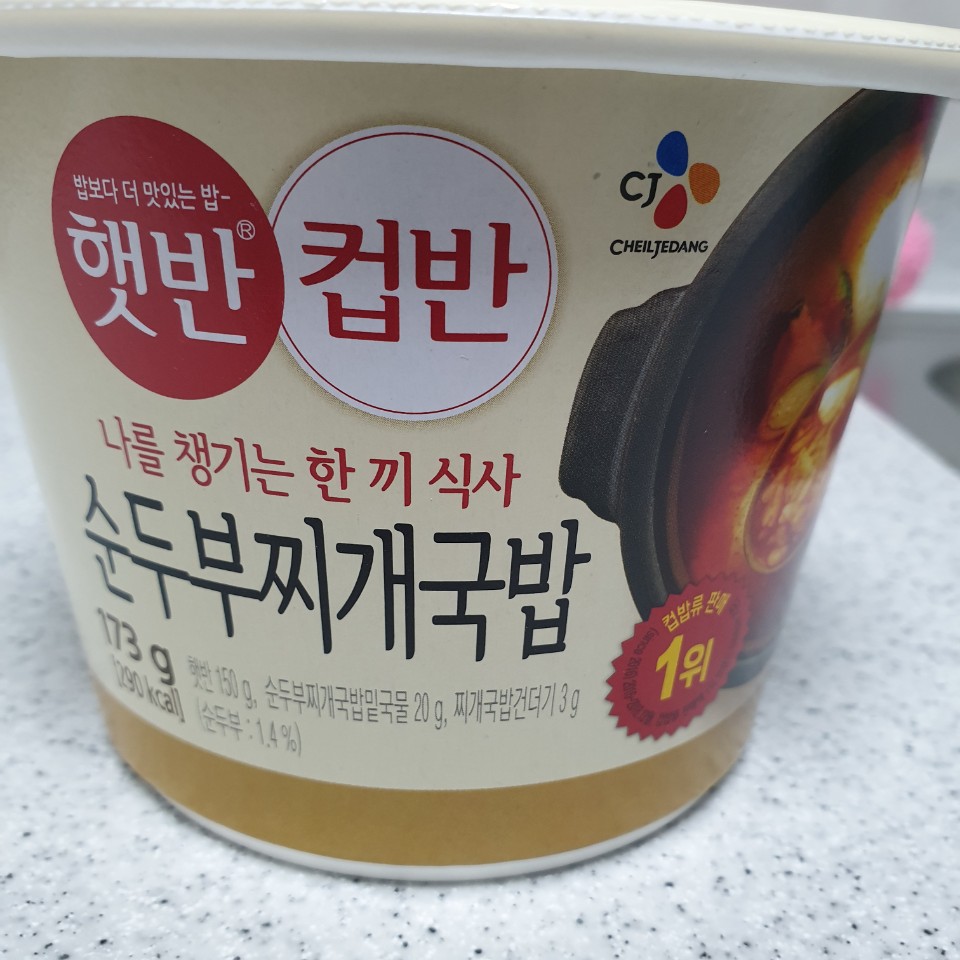 밥보다 더 맛있는 밥-
햇반®
컵반
CJ
CHEILJEDANG
나를 챙기는 한 끼 식사
순두부찌개국밥
173 g
[290 kcal]
햇반 150 g, 순두부찌개국밥밑국물 20 g, 찌개국밥건더기 3 g
(순두부 : 1.4 %)
컵밥류 판매
1위